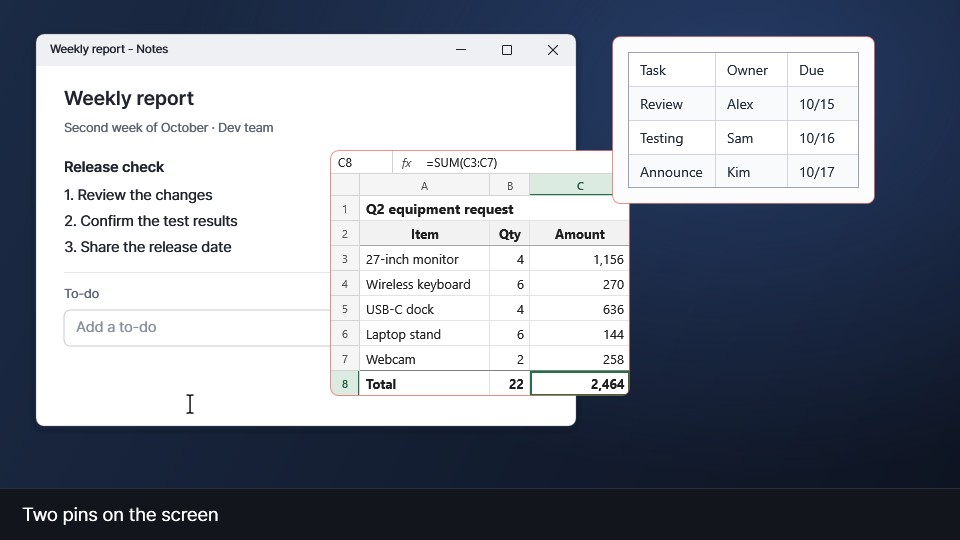 Weekly report - Notes
Weekly report
Second week of October · Dev team
Release check
1. Review the changes
2. Confirm the test results
3. Share the release date
To-do
Add a to-do
C8 fx =SUM(C3:C7)
A B C
1 Q2 equipment request
2 Item Qty Amount
3 27-inch monitor 4 1,156
4 Wireless keyboard 6 270
5 USB-C dock 4 636
6 Laptop stand 6 144
7 Webcam 2 258
8 Total 22 2,464
Task Owner Due
Review Alex 10/15
Testing Sam 10/16
Announce Kim 10/17
Two pins on the screen